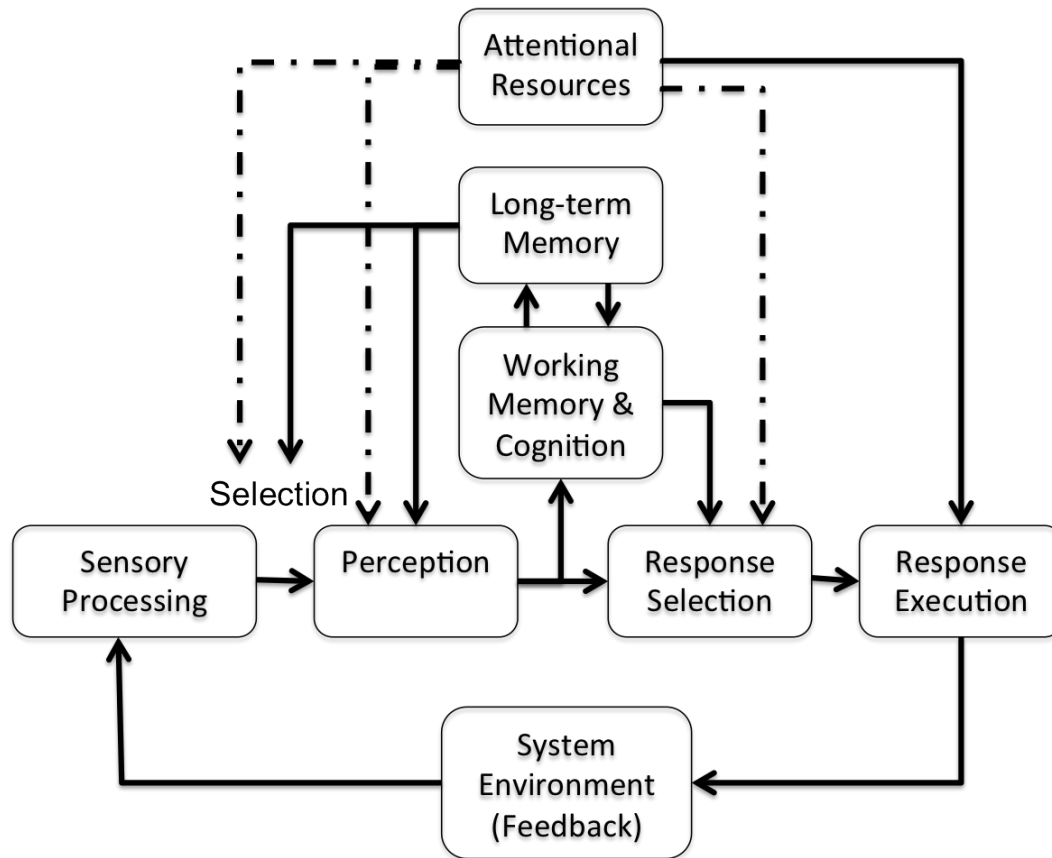 Attentional
Resources
Long-term
Memory
Working
Memory &
Cognition
Selection
Sensory
Processing
Perception
Response
Selection
Response
Execution
System
Environment
(Feedback)